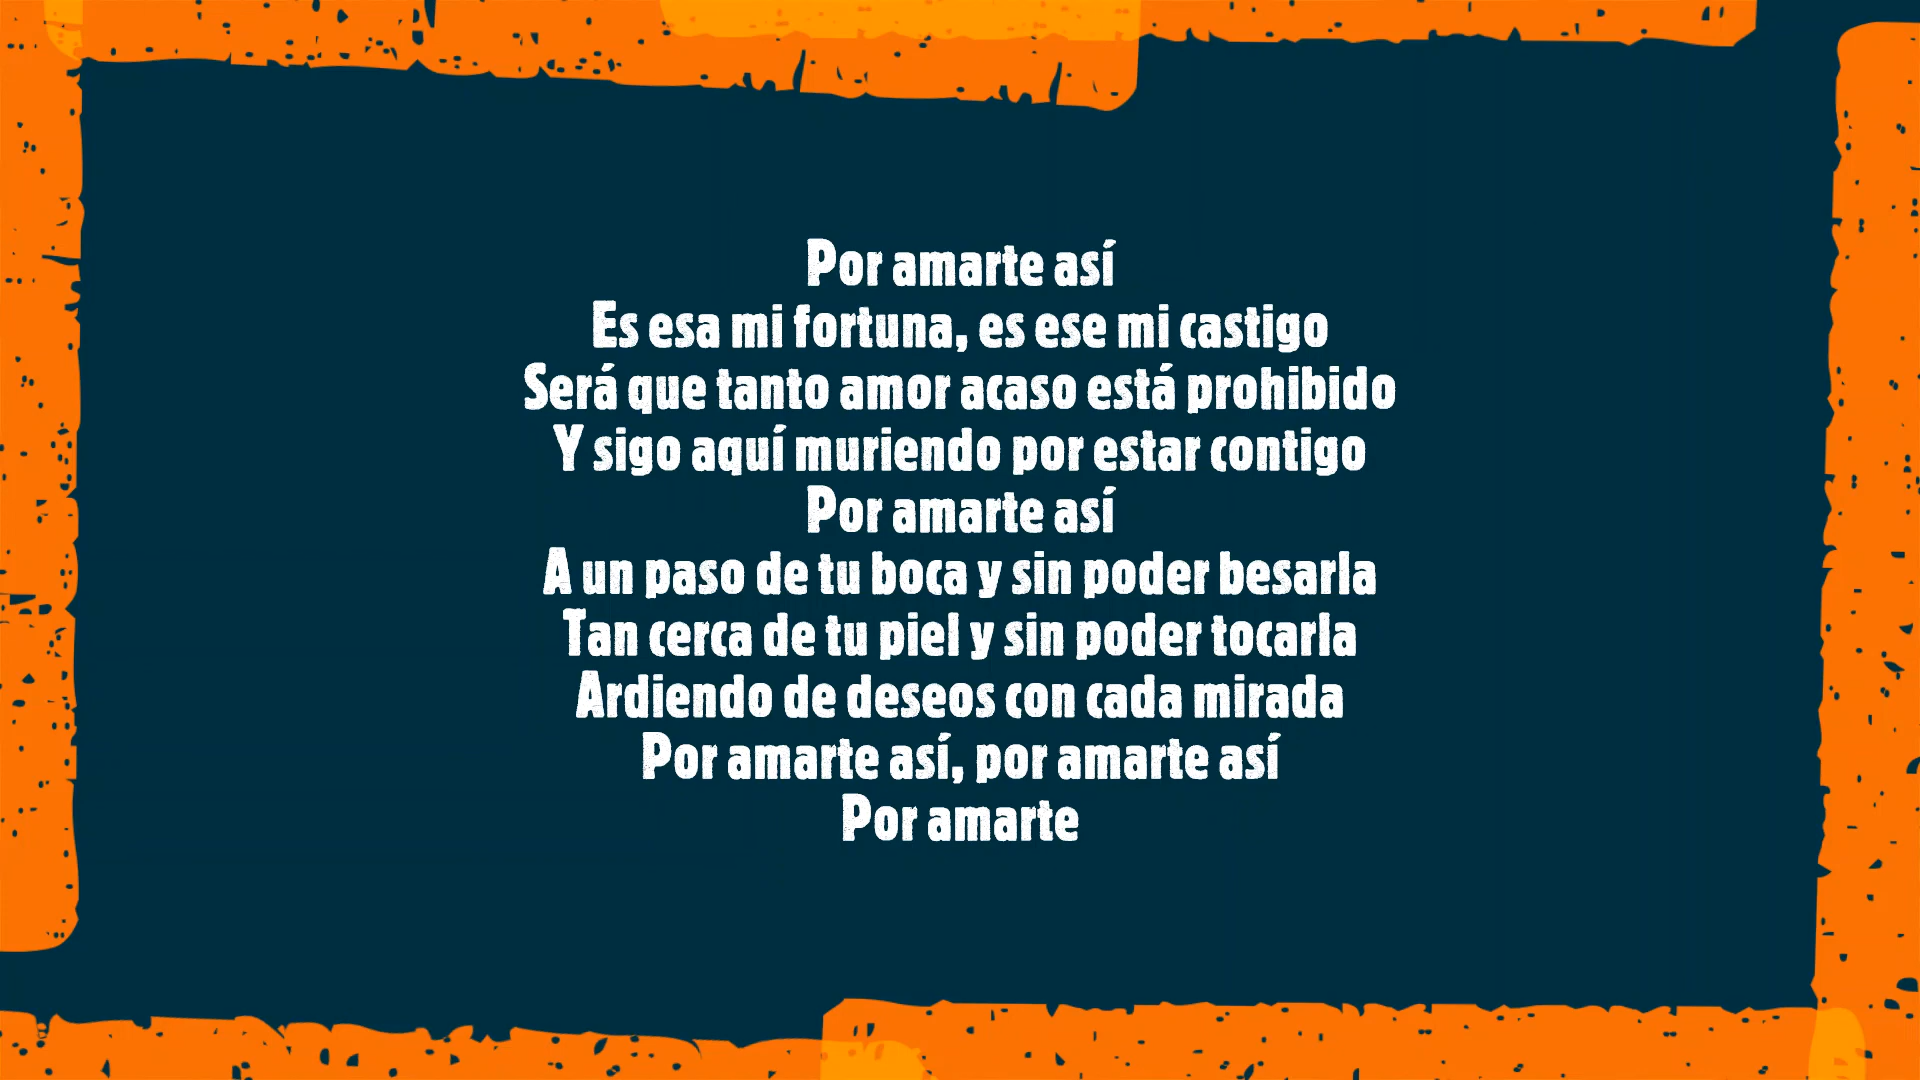 Por amarte así
Es esa mi fortuna, es ese mi castigo
Será que tanto amor acaso está prohibido
Y sigo aquí muriendo por estar contigo
Por amarte así
A un paso de tu boca y sin poder besarla
Tan cerca de tu piel y sin poder tocarla
Ardiendo de deseos con cada mirada
Por amarte así, por amarte así
Por amarte